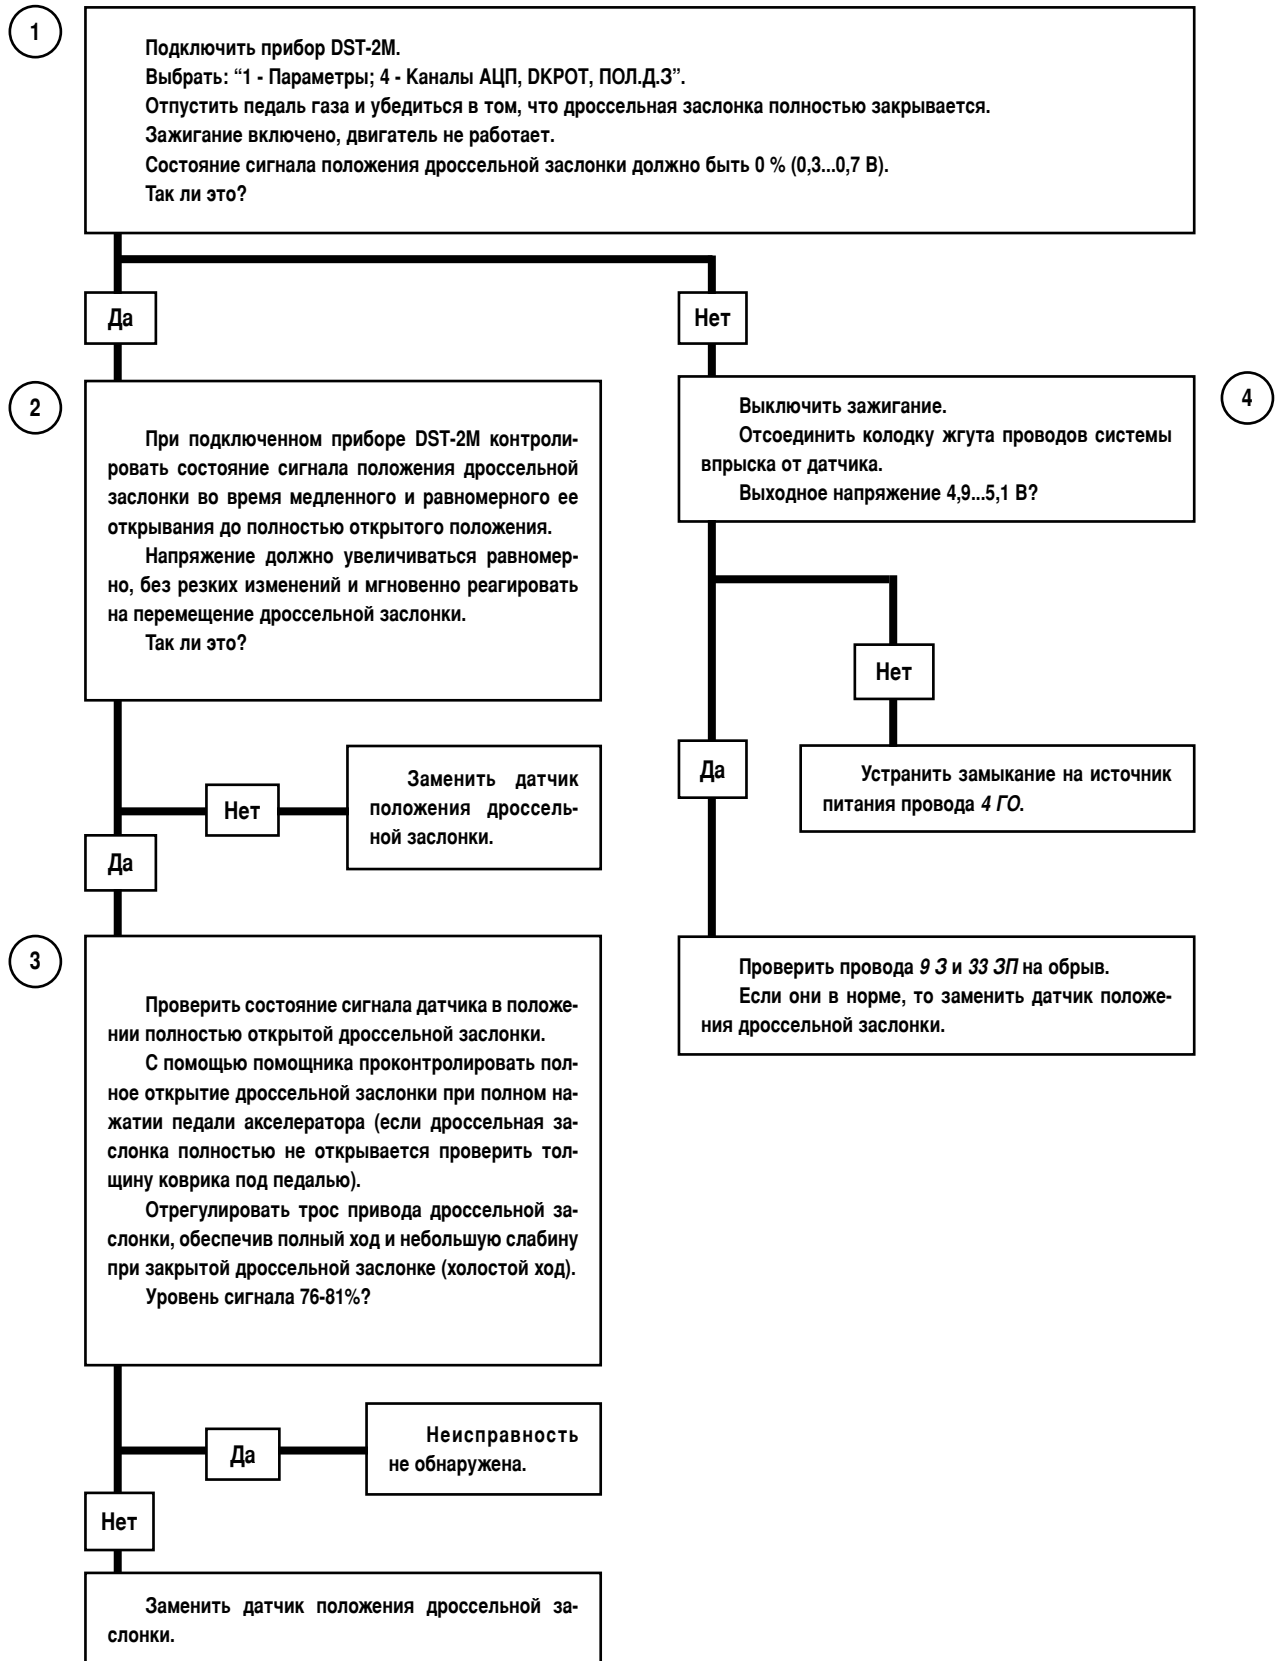 1
Подключить прибор DST-2M.
Выбрать: “1 - Параметры; 4 - Каналы АЦП, DКРОТ, ПОЛ.Д.З”.
Отпустить педаль газа и убедиться в том, что дроссельная заслонка полностью закрывается.
Зажигание включено, двигатель не работает.
Состояние сигнала положения дроссельной заслонки должно быть 0 % (0,3...0,7 В).
Так ли это?
Да
Нет
2
При подключенном приборе DST-2M контроли-
ровать состояние сигнала положения дроссельной
заслонки во время медленного и равномерного ее
открывания до полностью открытого положения.
Напряжение должно увеличиваться равномер-
но, без резких изменений и мгновенно реагировать
на перемещение дроссельной заслонки.
Так ли это?
4
Выключить зажигание.
Отсоединить колодку жгута проводов системы
впрыска от датчика.
Выходное напряжение 4,9...5,1 В?
Нет
Да
Устранить замыкание на источник
питания провода 4 ГО.
Нет
Заменить датчик
положения дроссель-
ной заслонки.
Да
3
Проверить состояние сигнала датчика в положе-
нии полностью открытой дроссельной заслонки.
С помощью помощника проконтролировать пол-
ное открытие дроссельной заслонки при полном на-
жатии педали акселератора (если дроссельная за-
слонка полностью не открывается проверить тол-
щину коврика под педалью).
Отрегулировать трос привода дроссельной за-
слонки, обеспечив полный ход и небольшую слабину
при закрытой дроссельной заслонке (холостой ход).
Уровень сигнала 76-81%?
Проверить провода 9 З и 33 ЗП на обрыв.
Если они в норме, то заменить датчик положе-
ния дроссельной заслонки.
Да
Неисправность
не обнаружена.
Нет
Заменить датчик положения дроссельной за-
слонки.